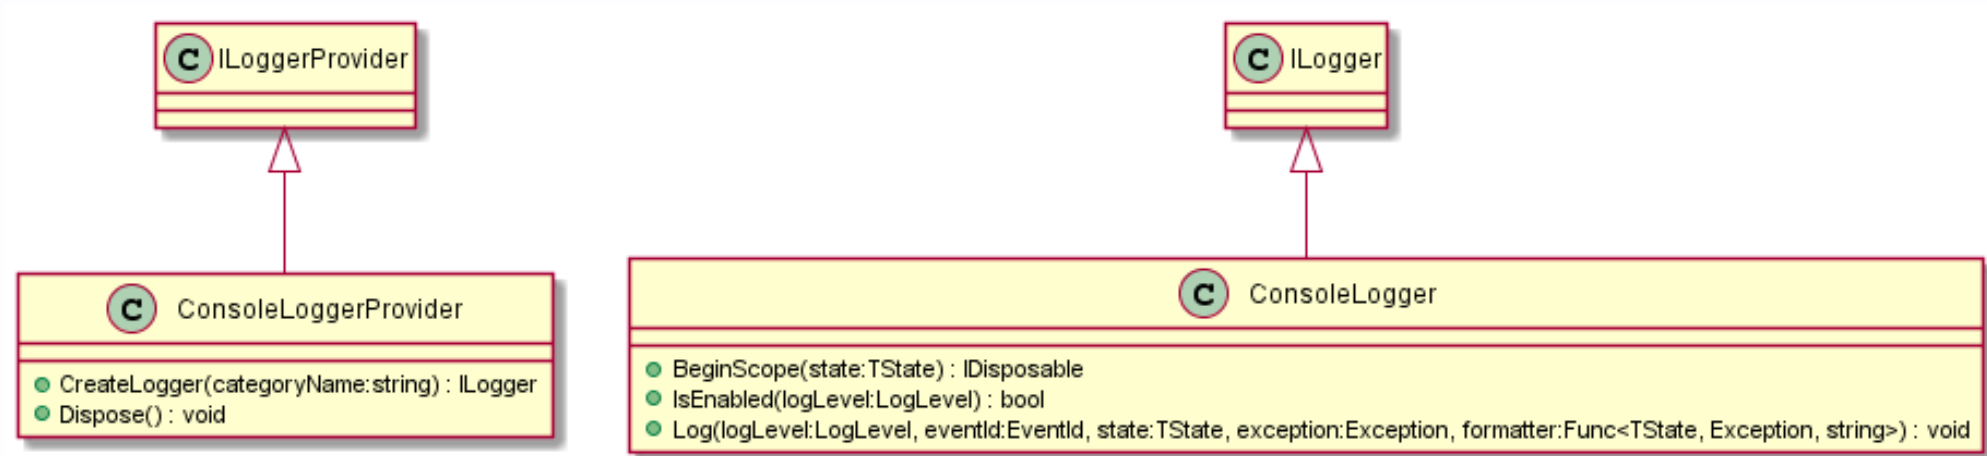 C ILoggerProvider
C ILogger
C ConsoleLoggerProvider
CreateLogger(categoryName:string) : ILogger
Dispose() : void
C ConsoleLogger
BeginScope(state:TState) : IDisposable
IsEnabled(logLevel:LogLevel) : bool
Log(logLevel:LogLevel, eventId:EventId, state:TState, exception:Exception, formatter:Func<TState, Exception, string>) : void